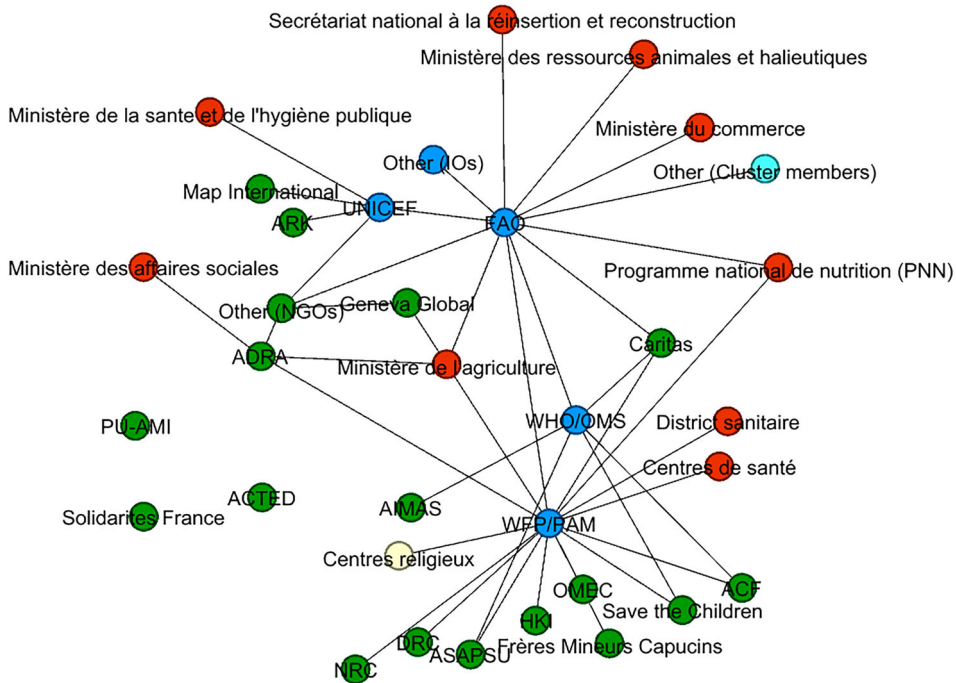 Secrétariat national à la réinsertion et reconstruction
Ministère des ressources animales et halieutiques
Ministère de la sante et de l'hygiène publique
Ministère du commerce
Other (IOs)
Other (Cluster members)
Map International
UNICEF
ARK
FAO
Ministère des affaires sociales
Programme national de nutrition (PNN)
Other (NGOs)
Geneva Global
Caritas
ADRA
Ministère de l'agriculture
WHO/OMS
District sanitaire
PU-AMI
Centres de santé
ACTED
AIMAS
Solidarites France
WFP/PAM
Centres religieux
OMEC
ACF
Save the Children
HKI
DRC
Frères Mineurs Capucins
ASAPSU
NRC